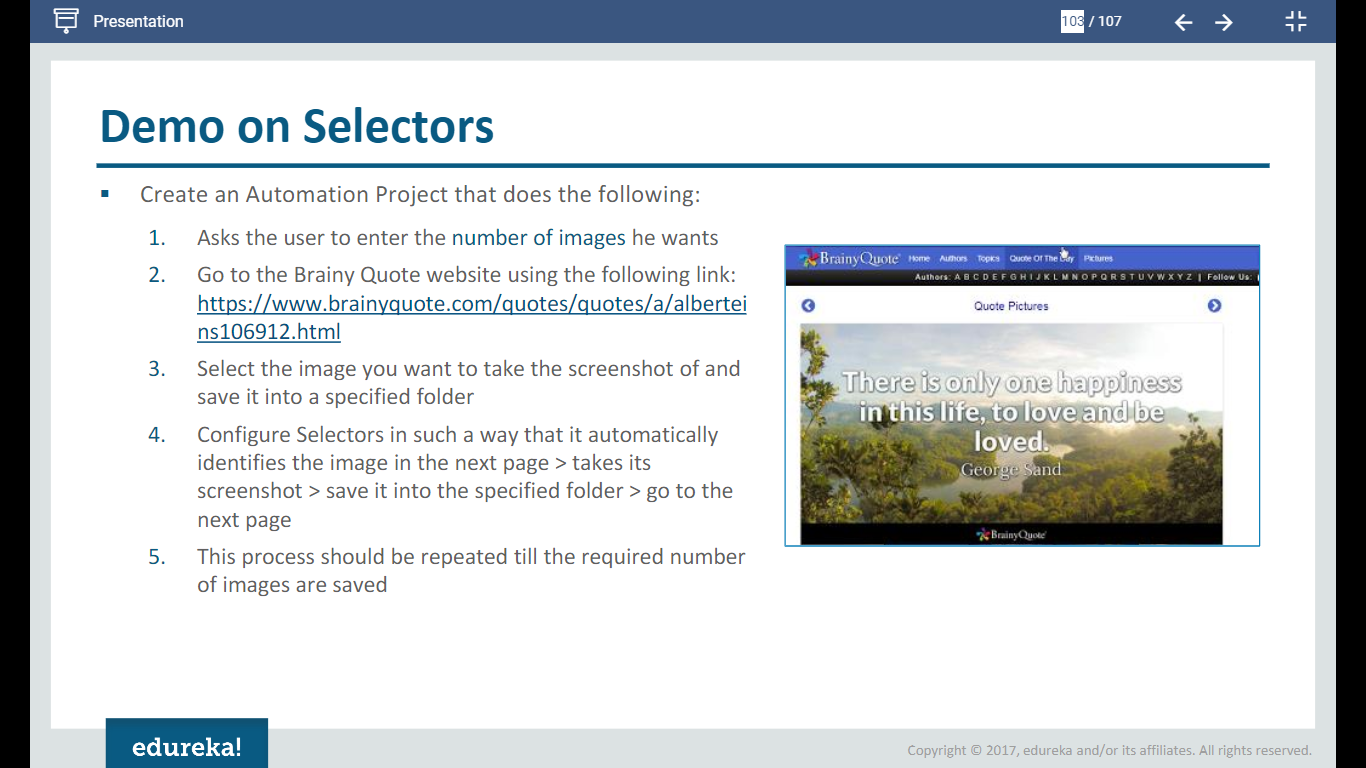 Presentation
103 / 107
Demo on Selectors
▪ Create an Automation Project that does the following:
1. Asks the user to enter the number of images he wants
2. Go to the Brainy Quote website using the following link:
https://www.brainyquote.com/quotes/quotes/a/albertei
ns106912.html
3. Select the image you want to take the screenshot of and
save it into a specified folder
4. Configure Selectors in such a way that it automatically
identifies the image in the next page > takes its
screenshot > save it into the specified folder > go to the
next page
5. This process should be repeated till the required number
of images are saved
BrainyQuote Home Authors Topics Quote Of The Day Pictures
Authors: A B C D E F G H I J K L M N O P Q R S T U V W X Y Z | Follow Us:
Quote Pictures
There is only one happiness
in this life, to love and be
loved.
George Sand
BrainyQuote
edureka!
Copyright © 2017, edureka and/or its affiliates. All rights reserved.